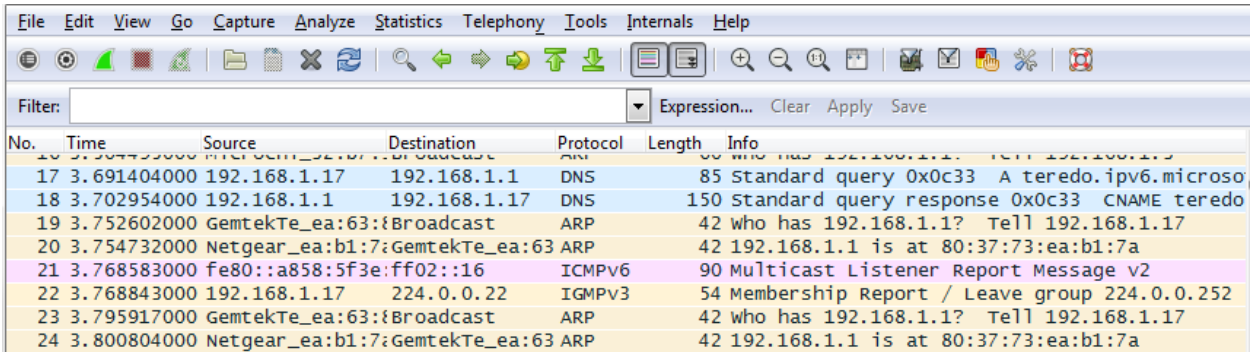 File Edit View Go Capture Analyze Statistics Telephony Tools Internals Help
Filter: Expression... Clear Apply Save
No. Time Source Destination Protocol Length Info
17 3.691404000 192.168.1.17 192.168.1.1 DNS 85 Standard query 0x0c33 A teredo.ipv6.microso
18 3.702954000 192.168.1.1 192.168.1.17 DNS 150 Standard query response 0x0c33 CNAME teredo
19 3.752602000 GemtekTe_ea:63: Broadcast ARP 42 Who has 192.168.1.1? Tell 192.168.1.17
20 3.754732000 Netgear_ea:b1:7a GemtekTe_ea:63 ARP 42 192.168.1.1 is at 80:37:73:ea:b1:7a
21 3.768583000 fe80::a858:5f3e: ff02::16 ICMPv6 90 Multicast Listener Report Message v2
22 3.768843000 192.168.1.17 224.0.0.22 IGMPv3 54 Membership Report / Leave group 224.0.0.252
23 3.795917000 GemtekTe_ea:63: Broadcast ARP 42 Who has 192.168.1.1? Tell 192.168.1.17
24 3.800804000 Netgear_ea:b1:7a GemtekTe_ea:63 ARP 42 192.168.1.1 is at 80:37:73:ea:b1:7a